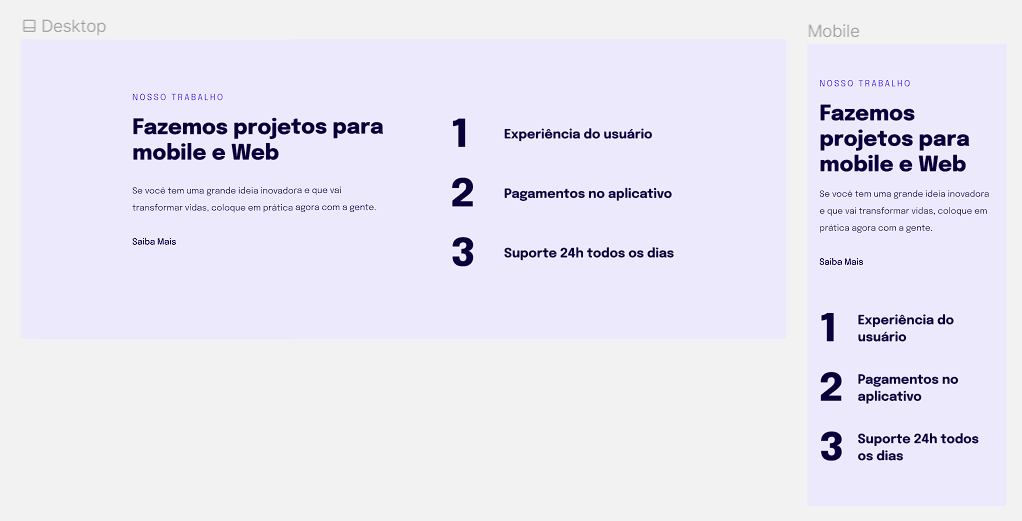 Desktop
NOSSO TRABALHO
Fazemos projetos para
mobile e Web
Se você tem uma grande ideia inovadora e que vai
transformar vidas, coloque em prática agora com a gente.
Saiba Mais
1 Experiência do usuário
2 Pagamentos no aplicativo
3 Suporte 24h todos os dias
Mobile
NOSSO TRABALHO
Fazemos
projetos para
mobile e Web
Se você tem uma grande ideia inovadora
e que vai transformar vidas, coloque em
prática agora com a gente.
Saiba Mais
1 Experiência do
usuário
2 Pagamentos no
aplicativo
3 Suporte 24h todos
os dias